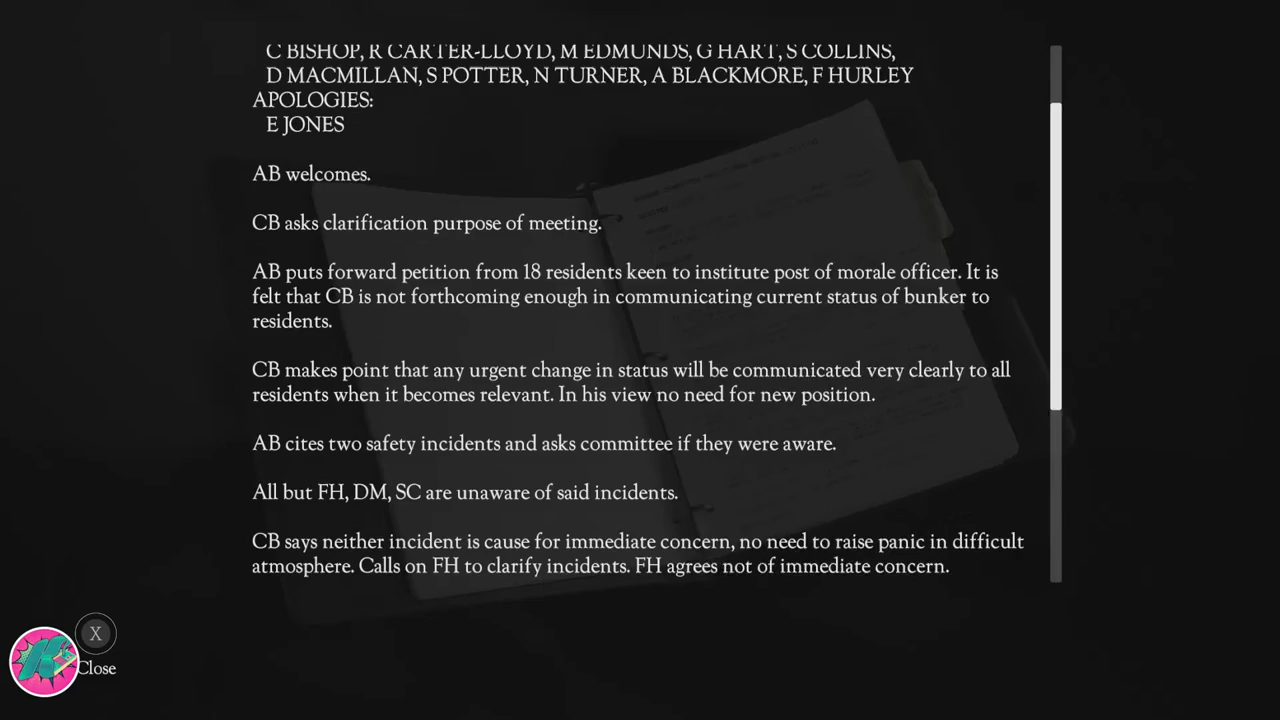 C BISHOP, R CARTER-LLOYD, M EDMUNDS, G HART, S COLLINS,
D MACMILLAN, S POTTER, N TURNER, A BLACKMORE, F HURLEY
APOLOGIES:
E JONES
AB welcomes.
CB asks clarification purpose of meeting.
AB puts forward petition from 18 residents keen to institute post of morale officer. It is
felt that CB is not forthcoming enough in communicating current status of bunker to
residents.
CB makes point that any urgent change in status will be communicated very clearly to all
residents when it becomes relevant. In his view no need for new position.
AB cites two safety incidents and asks committee if they were aware.
All but FH, DM, SC are unaware of said incidents.
CB says neither incident is cause for immediate concern, no need to raise panic in difficult
atmosphere. Calls on FH to clarify incidents. FH agrees not of immediate concern.
X
Close